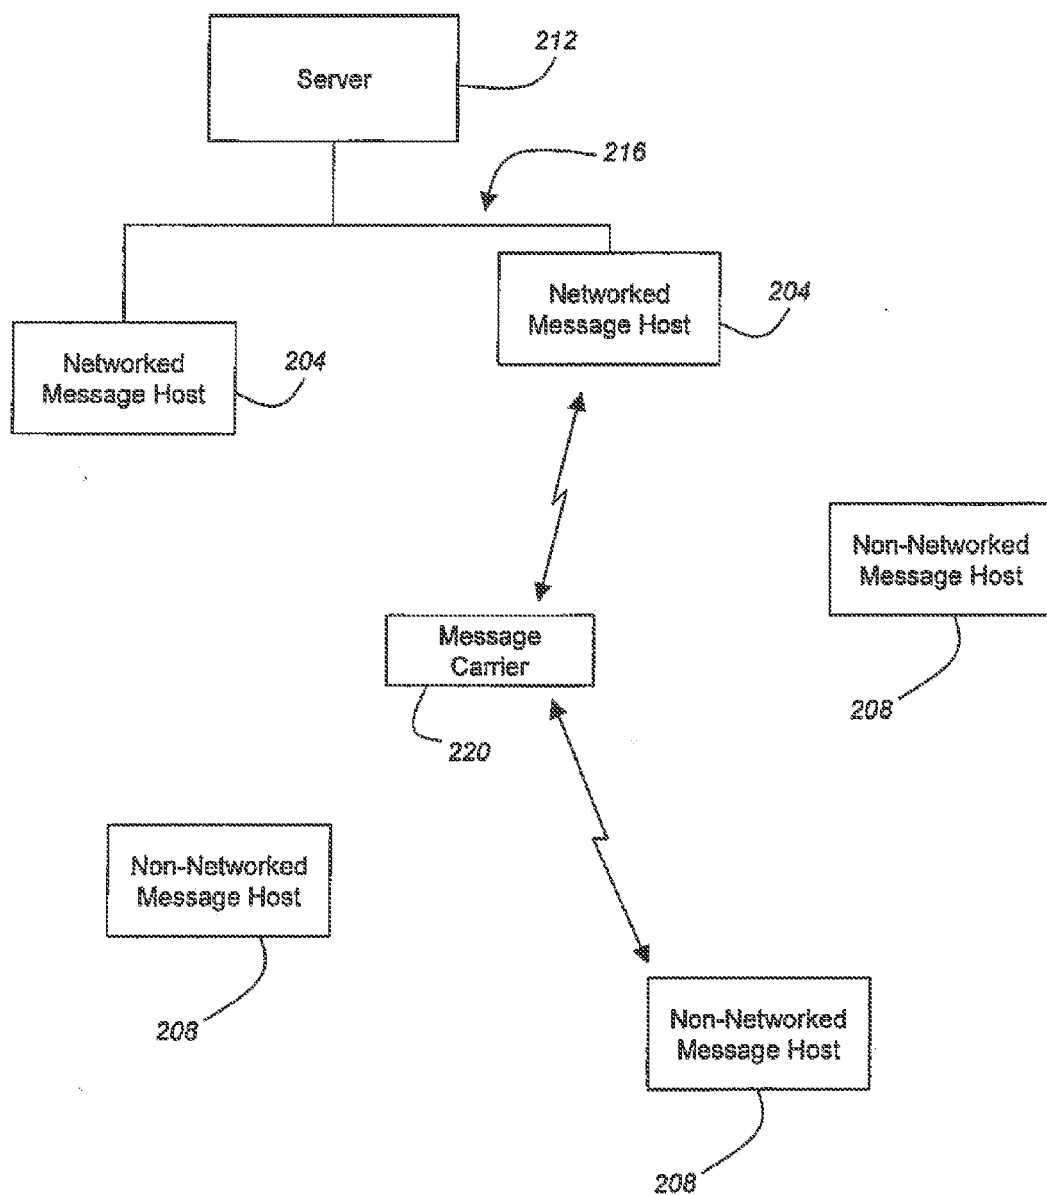 212
Server
216
Networked
Message Host
204
Networked
Message Host
204
Non-Networked
Message Host
208
Message
Carrier
220
Non-Networked
Message Host
208
Non-Networked
Message Host
208